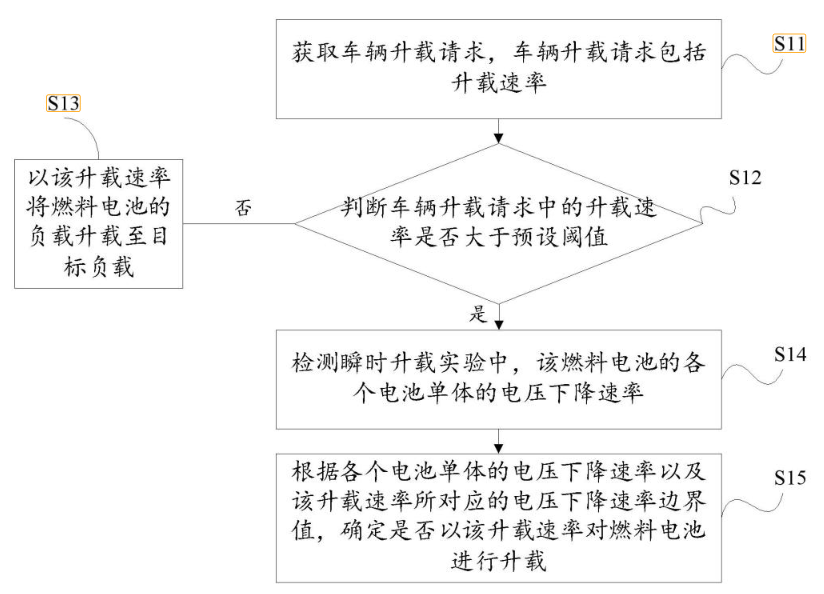 获取车辆升载请求，车辆升载请求包括
升载速率
S11
S13
以该升载速率
将燃料电池的
负载升载至目
标负载
否
判断车辆升载请求中的升载速
率是否大于预设阈值
S12
是
检测瞬时升载实验中，该燃料电池的各
个电池单体的电压下降速率
S14
根据各个电池单体的电压下降速率以及
该升载速率所对应的电压下降速率边界
值，确定是否以该升载速率对燃料电池
进行升载
S15